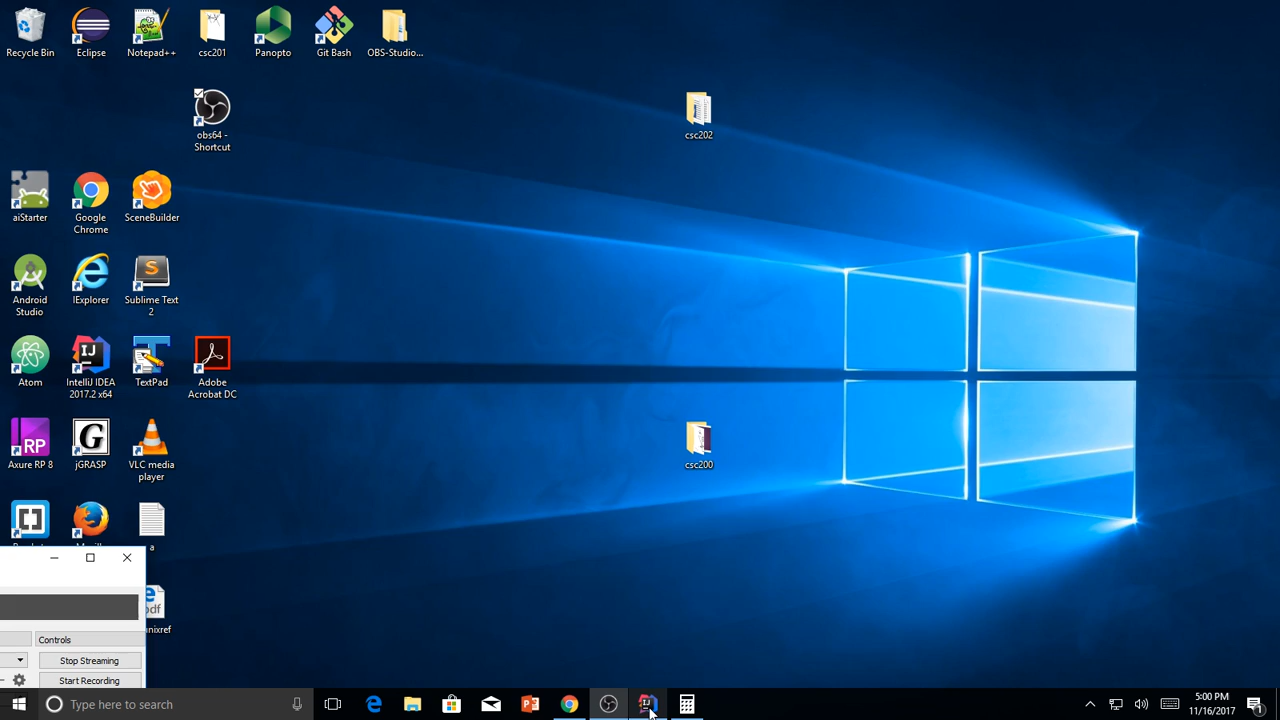 Recycle Bin
Eclipse
Notepad++
csc201
Panopto
Git Bash
OBS-Studio...
obs64 -
Shortcut
csc202
aiStarter
Google
Chrome
SceneBuilder
Android
Studio
IExplorer
Sublime Text
2
Atom
IntelliJ IDEA
2017.2 x64
TextPad
Adobe
Acrobat DC
Axure RP 8
jGRASP
VLC media
player
csc200
a
pdf
unixref
Controls
Stop Streaming
Start Recording
Type here to search
5:00 PM
11/16/2017